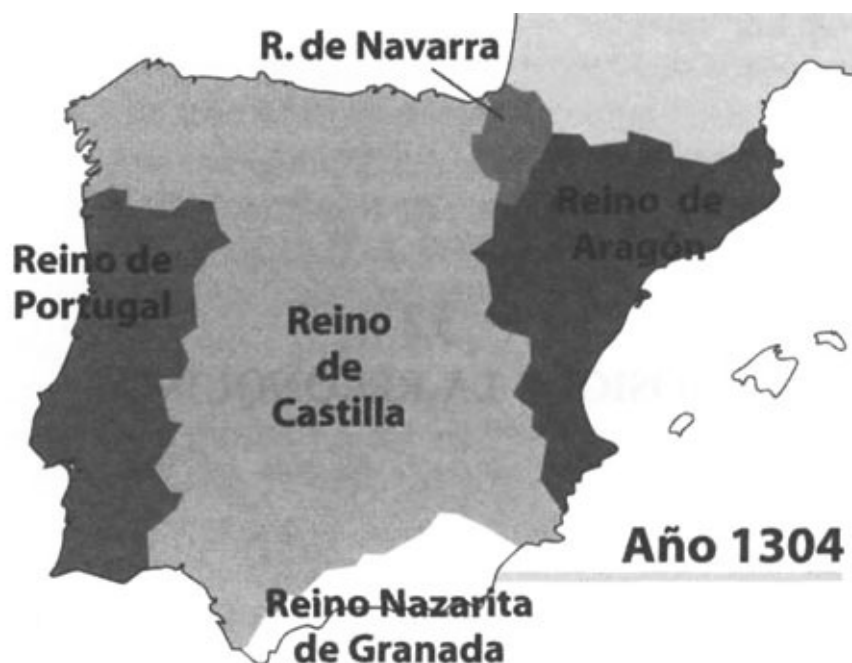 R. de Navarra
Reino de
Aragón
Reino de
Portugal
Reino
de
Castilla
Año 1304
Reino Nazarita
de Granada